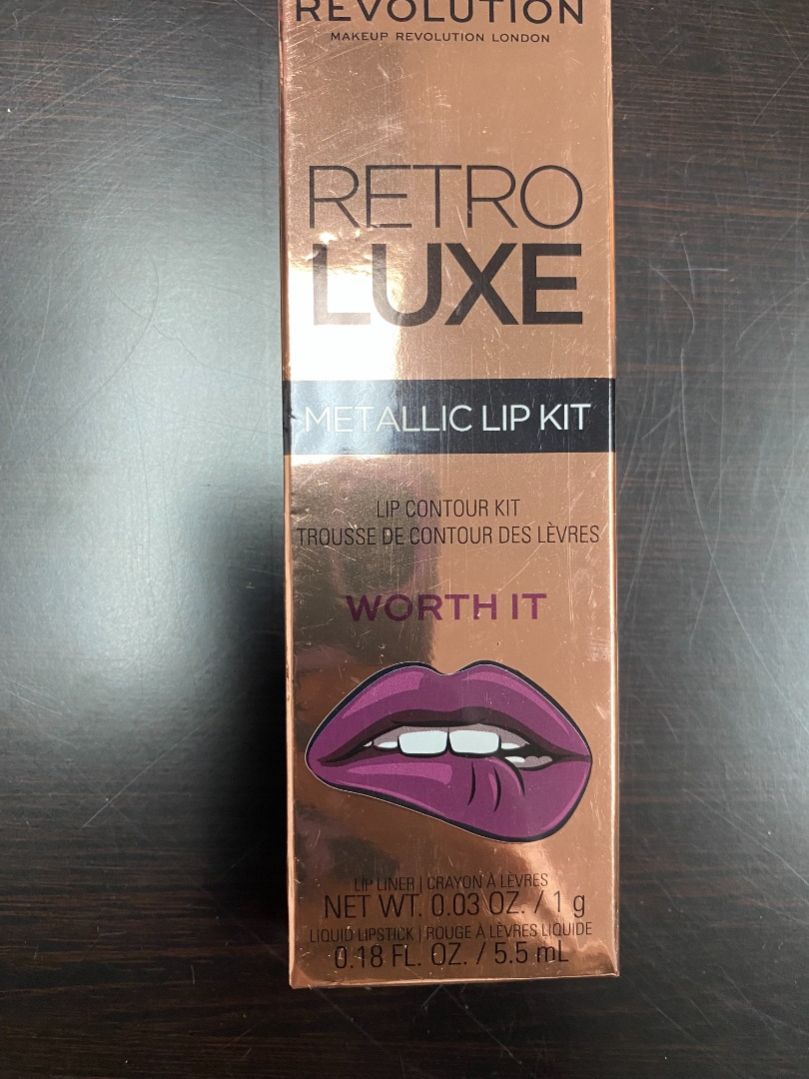 REVOLUTION
MAKEUP REVOLUTION LONDON
RETRO
LUXE
METALLIC LIP KIT
LIP CONTOUR KIT
TROUSSE DE CONTOUR DES LÈVRES
WORTH IT
LIP LINER | CRAYON À LÈVRES
NET WT. 0.03 OZ. / 1 g
LIQUID LIPSTICK | ROUGE À LÈVRES LIQUIDE
0.18 FL. OZ. / 5.5 mL